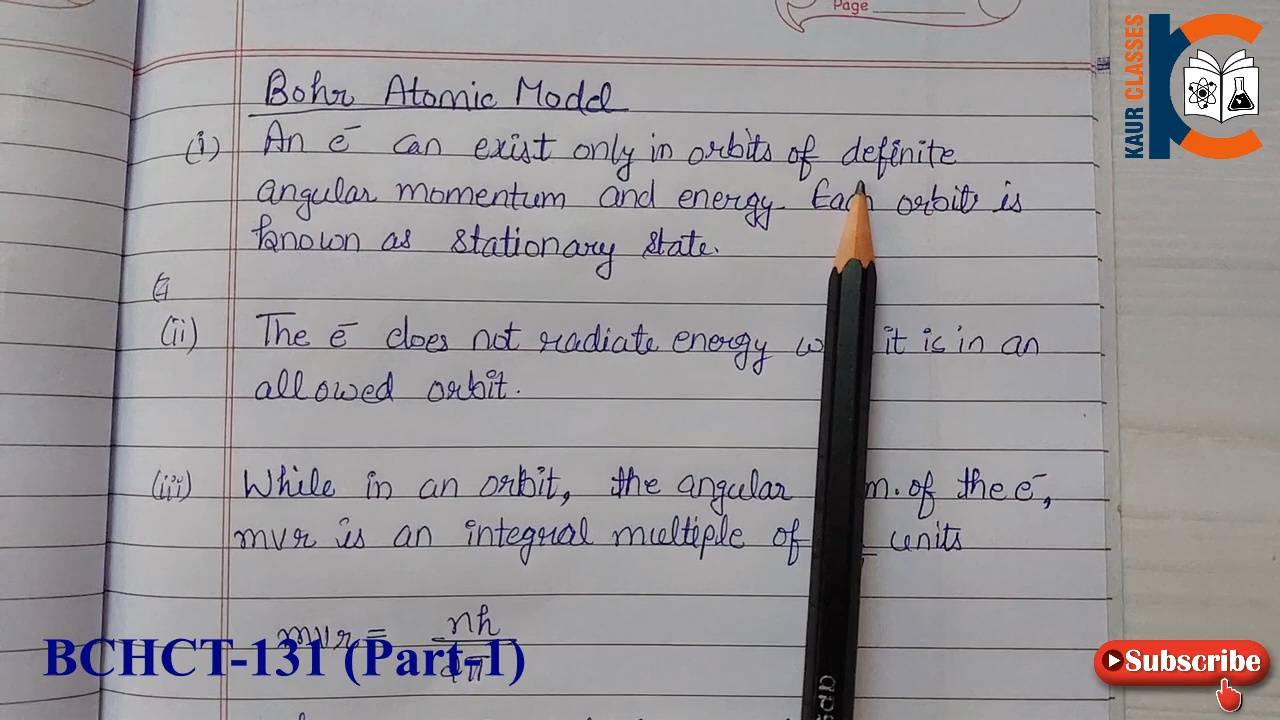 Page
KAUR CLASSES
Bohr Atomic Model
(i) An e⁻ can exist only in orbits of definite
angular momentum and energy. Each orbit is
known as stationary state.
(ii) The e⁻ does not radiate energy it is in an
allowed orbit.
(iii) While in an orbit, the angular m. of the e⁻,
mvr is an integral multiple of units
mvr = nh
BCHCT-131 (Part-1)
Subscribe